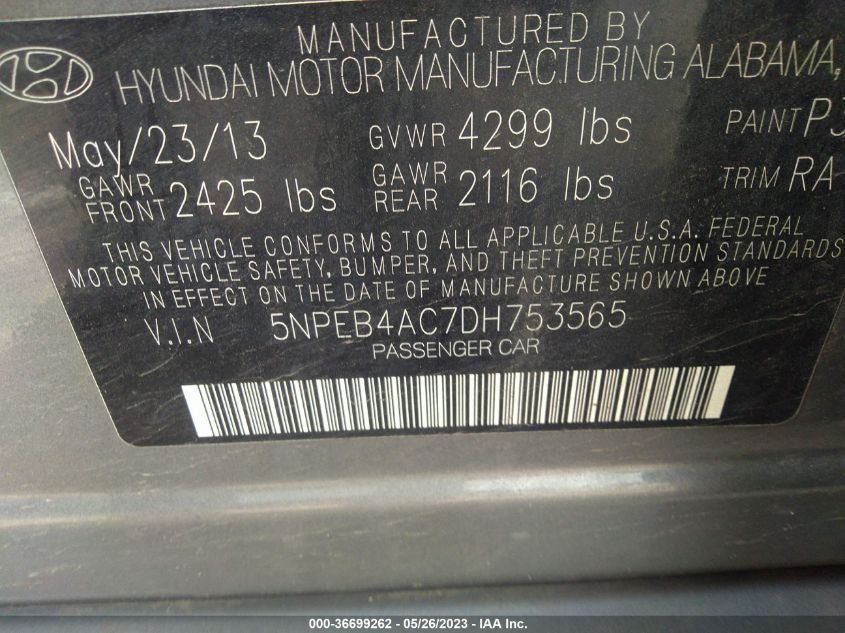 MANUFACTURED BY
HYUNDAI MOTOR MANUFACTURING ALABAMA,
May/23/13 GVWR 4299 lbs PAINT P3
GAWR FRONT 2425 lbs GAWR REAR 2116 lbs TRIM RA
THIS VEHICLE CONFORMS TO ALL APPLICABLE U.S.A. FEDERAL
MOTOR VEHICLE SAFETY, BUMPER, AND THEFT PREVENTION STANDARDS
IN EFFECT ON THE DATE OF MANUFACTURE SHOWN ABOVE
V.I.N 5NPEB4AC7DH753565
PASSENGER CAR
000-36699262 - 05/26/2023 - IAA Inc.